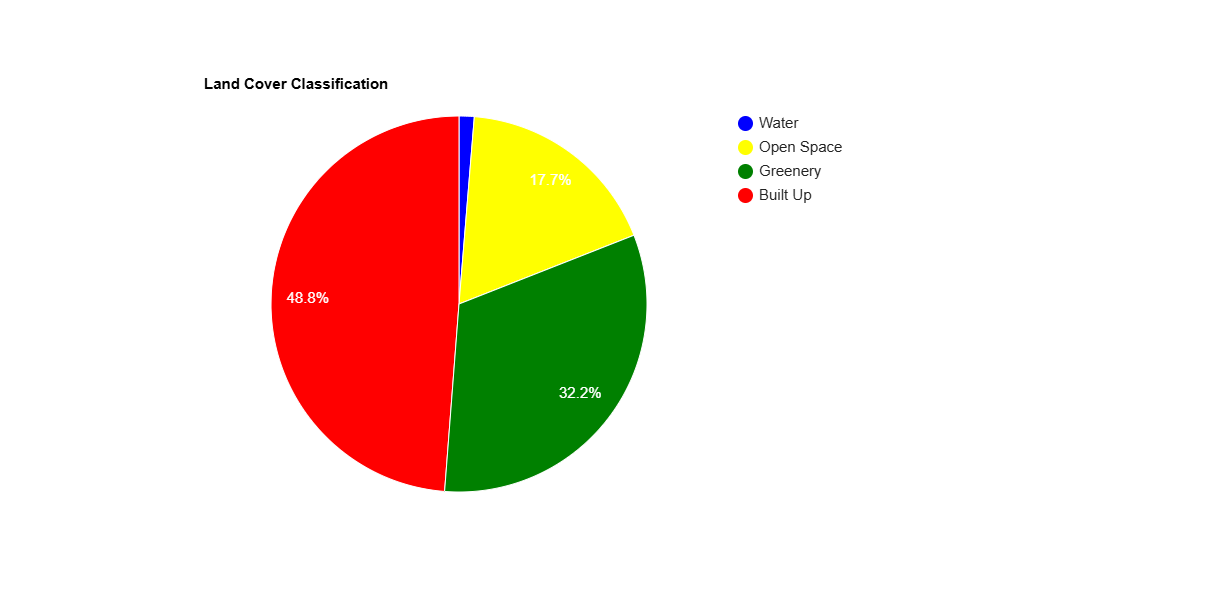 Land Cover Classification
Water
Open Space
Greenery
Built Up
17.7%
48.8%
32.2%